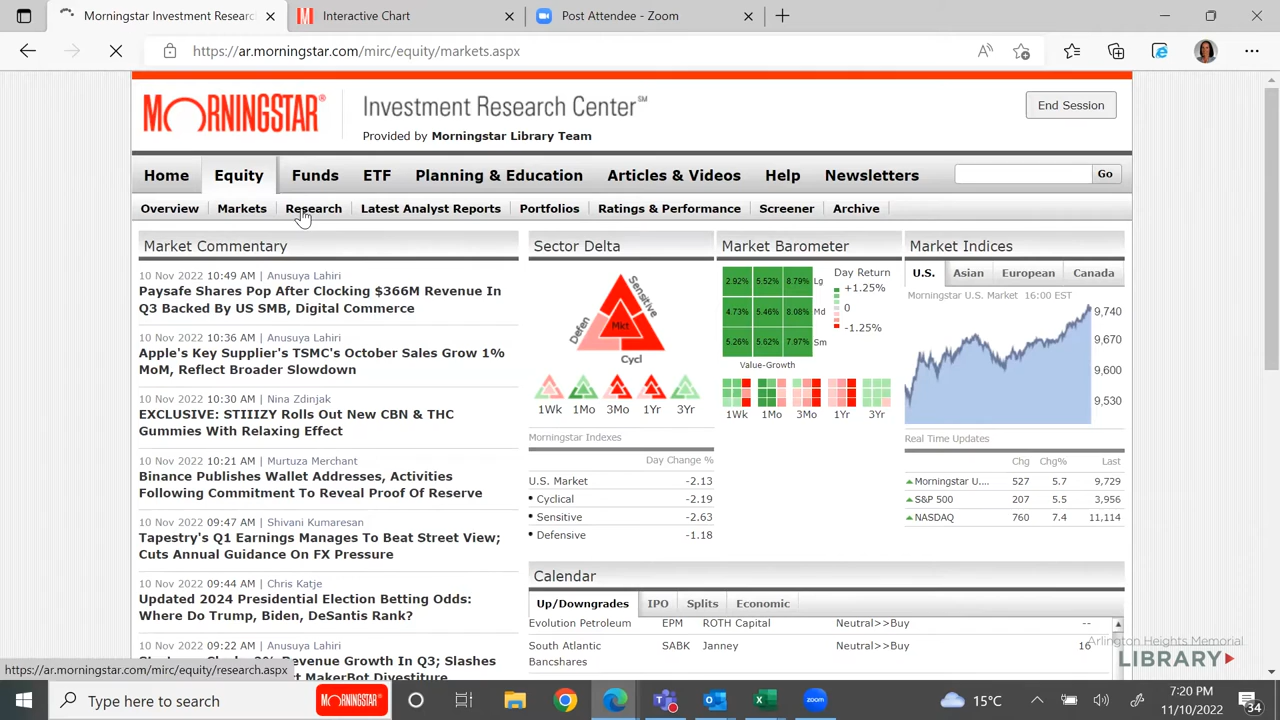 Morningstar Investment Resear
Interactive Chart
Post Attendee - Zoom
https://ar.morningstar.com/mirc/equity/markets.aspx
MORNINGSTAR®
Investment Research Center℠
Provided by Morningstar Library Team
End Session
Home
Equity
Funds
ETF
Planning & Education
Articles & Videos
Help
Newsletters
Go
Overview
Markets
Research
Latest Analyst Reports
Portfolios
Ratings & Performance
Screener
Archive
Market Commentary
10 Nov 2022 10:49 AM | Anusuya Lahiri
Paysafe Shares Pop After Clocking $366M Revenue In
Q3 Backed By US SMB, Digital Commerce
10 Nov 2022 10:36 AM | Anusuya Lahiri
Apple's Key Supplier's TSMC's October Sales Grow 1%
MoM, Reflect Broader Slowdown
10 Nov 2022 10:30 AM | Nina Zdinjak
EXCLUSIVE: STIIIZY Rolls Out New CBN & THC
Gummies With Relaxing Effect
10 Nov 2022 10:21 AM | Murtuza Merchant
Binance Publishes Wallet Addresses, Activities
Following Commitment To Reveal Proof Of Reserve
10 Nov 2022 09:47 AM | Shivani Kumaresan
Tapestry's Q1 Earnings Manages To Beat Street View;
Cuts Annual Guidance On FX Pressure
10 Nov 2022 09:44 AM | Chris Katje
Updated 2024 Presidential Election Betting Odds:
Where Do Trump, Biden, DeSantis Rank?
10 Nov 2022 09:22 AM | Anusuya Lahiri
Revenue Growth In Q3; Slashes
MakerBot Divestiture
https://ar.morningstar.com/mirc/equity/research.aspx
Sector Delta
Sensitive
Defen
Mkt
Cycl
1Wk 1Mo 3Mo 1Yr 3Yr
Morningstar Indexes
Day Change %
U.S. Market -2.13
• Cyclical -2.19
• Sensitive -2.63
• Defensive -1.18
Market Barometer
2.92% 5.52% 8.79% Lg
4.73% 5.46% 8.08% Md
5.26% 5.62% 7.97% Sm
Value-Growth
Day Return
+1.25%
0
-1.25%
1Wk 1Mo 3Mo 1Yr 3Yr
Market Indices
U.S.
Asian
European
Canada
Morningstar U.S. Market 16:00 EST
9,740
9,670
9,600
9,530
Real Time Updates
Chg Chg% Last
Morningstar U.... 527 5.7 9,729
S&P 500 207 5.5 3,956
NASDAQ 760 7.4 11,114
Calendar
Up/Downgrades
IPO
Splits
Economic
Evolution Petroleum EPM ROTH Capital Neutral>>Buy --
South Atlantic SABK Janney Neutral>>Buy 16
Bancshares
Arlington Heights Memorial
LIBRARY
Type here to search
MORNINGSTAR
15°C
7:20 PM
11/10/2022
34